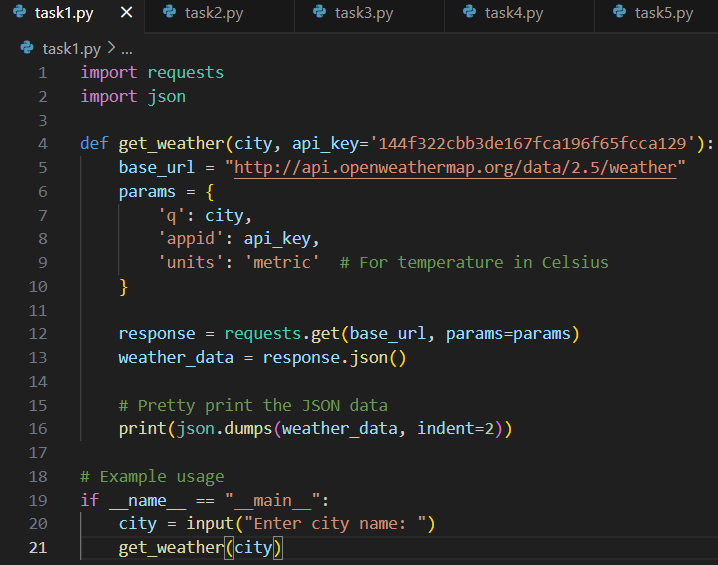 task1.py × task2.py task3.py task4.py task5.py
task1.py > ...
1 import requests
2 import json
3
4 def get_weather(city, api_key='144f322cbb3de167fca196f65fcca129'):
5     base_url = "http://api.openweathermap.org/data/2.5/weather"
6     params = {
7         'q': city,
8         'appid': api_key,
9         'units': 'metric'  # For temperature in Celsius
10     }
11
12     response = requests.get(base_url, params=params)
13     weather_data = response.json()
14
15     # Pretty print the JSON data
16     print(json.dumps(weather_data, indent=2))
17
18 # Example usage
19 if __name__ == "__main__":
20     city = input("Enter city name: ")
21     get_weather(city)